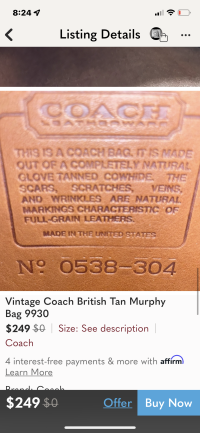 8:24
Listing Details
COACH
LEATHERWARE
THIS IS A COACH BAG. IT IS MADE
OUT OF A COMPLETELY NATURAL
GLOVE TANNED COWHIDE. THE
SCARS, SCRATCHES, VEINS,
AND WRINKLES ARE NATURAL
MARKINGS CHARACTERISTIC OF
FULL-GRAIN LEATHERS.
MADE IN THE UNITED STATES
Nº 0538-304
Vintage Coach British Tan Murphy
Bag 9930
$249 $0 | Size: See description |
Coach
4 interest-free payments & more with affirm
Learn More
Brand: Coach
$249 $0 Offer Buy Now